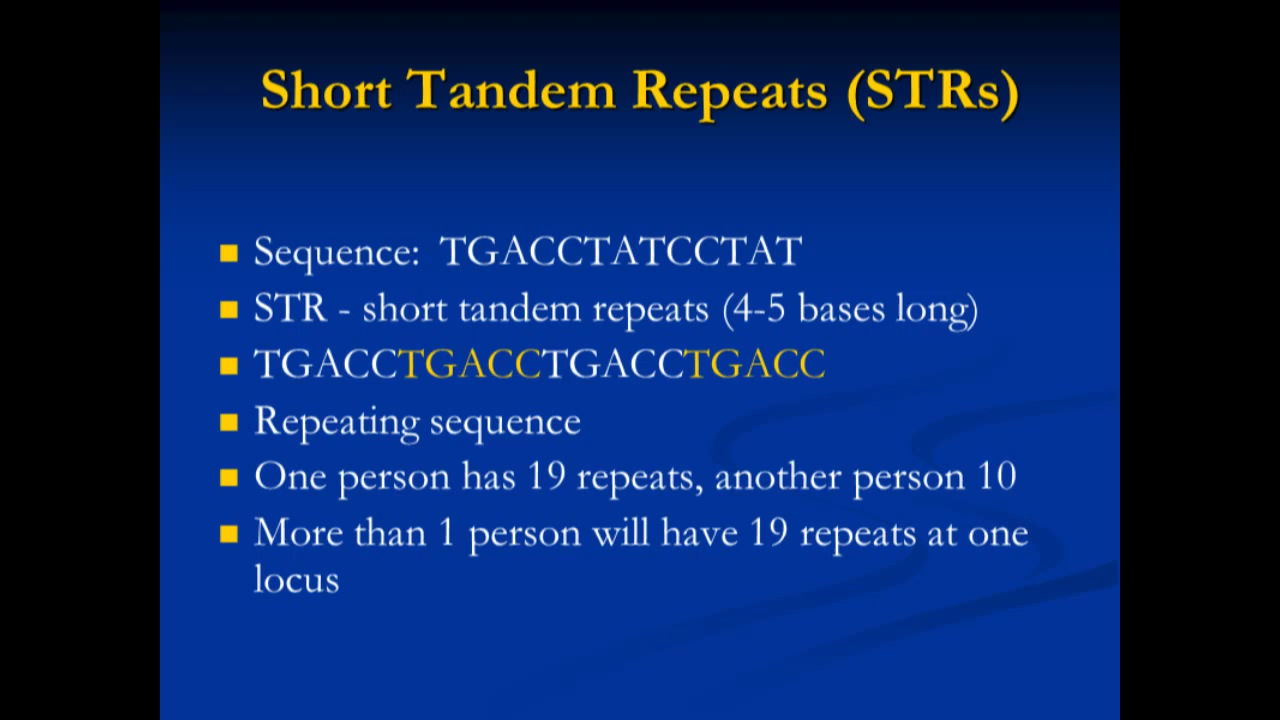 Short Tandem Repeats (STRs)
Sequence: TGACCTATCCTAT
STR - short tandem repeats (4-5 bases long)
TGACCTGACCTGACCTGACC
Repeating sequence
One person has 19 repeats, another person 10
More than 1 person will have 19 repeats at one
locus